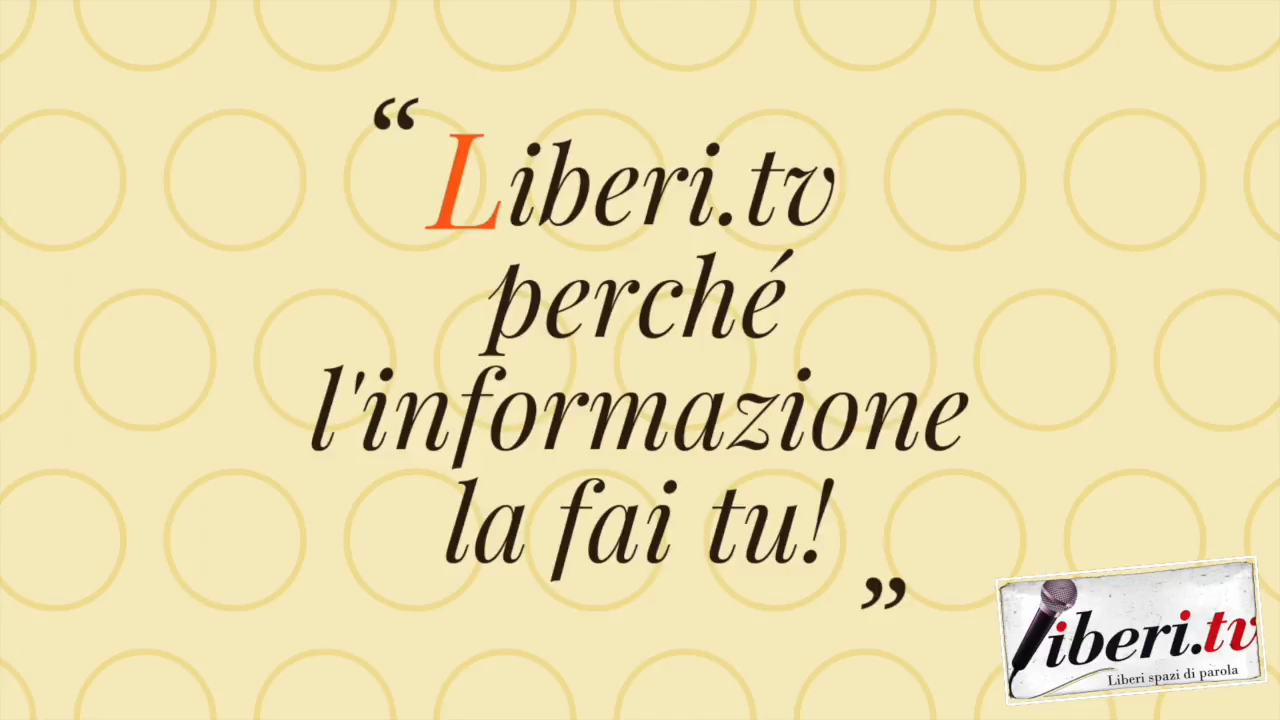 “
Liberi.tv
perché
l'informazione
la fai tu!
”
liberi.tv
Liberi spazi di parola